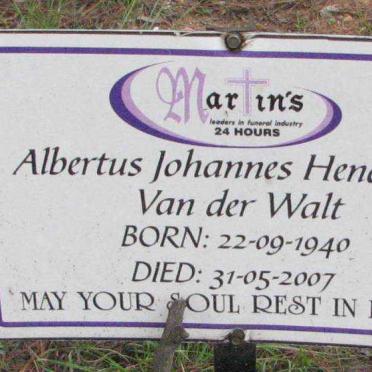 Martin's
leaders in funeral industry
24 HOURS
Albertus Johannes
Van der Walt
BORN: 22-09-1940
DIED: 31-05-2007
MAY YOUR SOUL REST IN